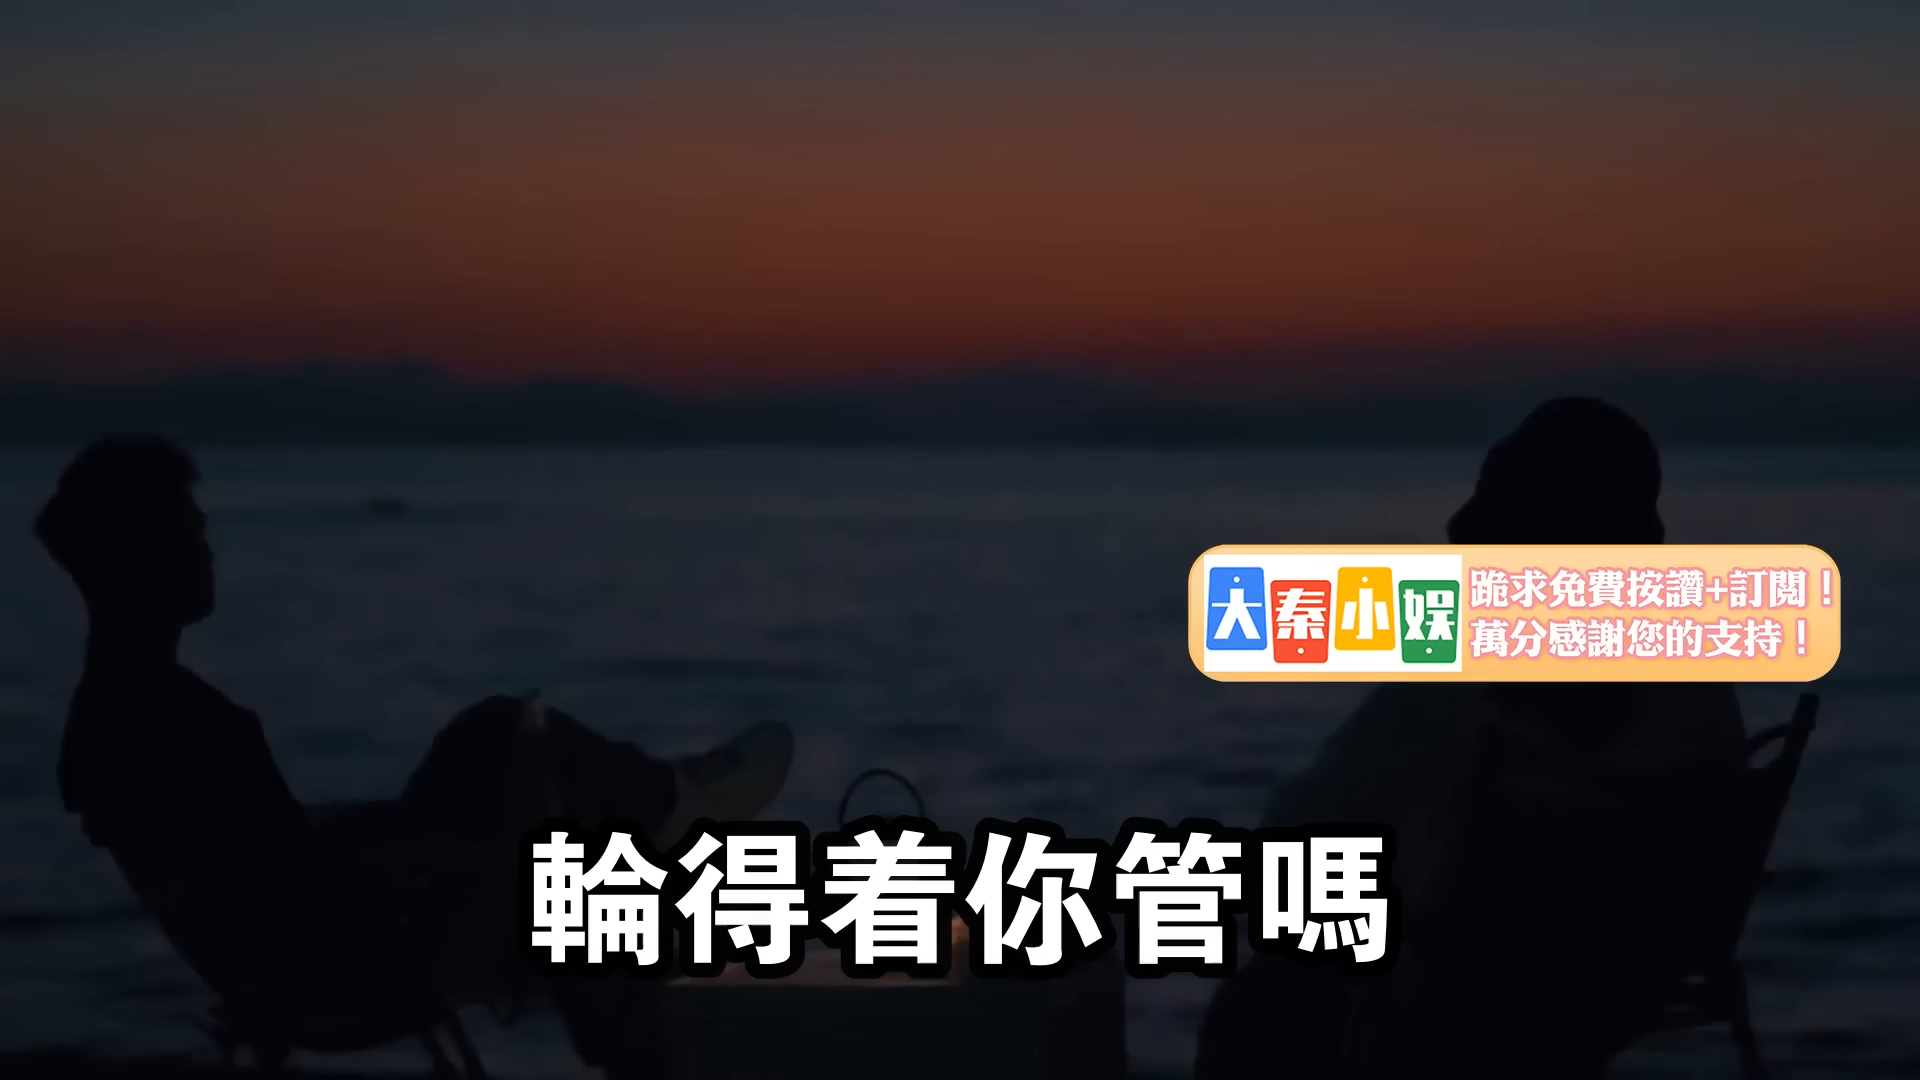 大秦小娱
跪求免費按讚+訂閱！
萬分感謝您的支持！
輪得着你管嗎